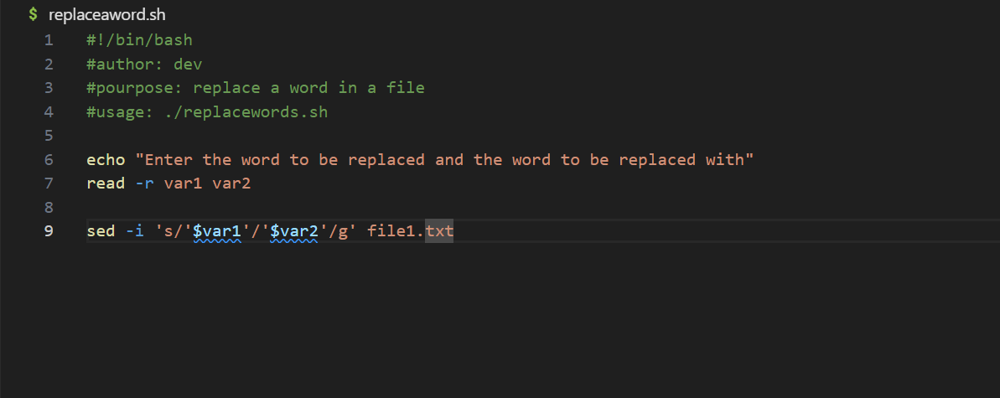 $ replaceaword.sh
1 #!/bin/bash
2 #author: dev
3 #pourpose: replace a word in a file
4 #usage: ./replacewords.sh
5
6 echo "Enter the word to be replaced and the word to be replaced with"
7 read -r var1 var2
8
9 sed -i 's/'$var1'/'$var2'/g' file1.txt